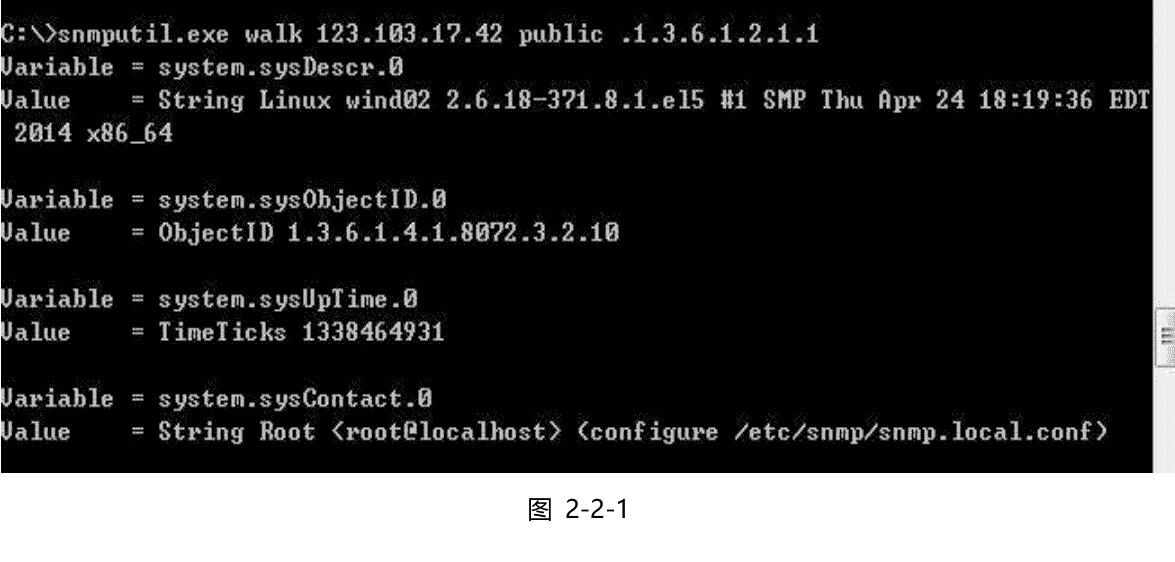 C:\>snmputil.exe walk 123.103.17.42 public .1.3.6.1.2.1.1
Variable = system.sysDescr.0
Value    = String Linux wind02 2.6.18-371.8.1.el5 #1 SMP Thu Apr 24 18:19:36 EDT
 2014 x86_64
Variable = system.sysObjectID.0
Value    = ObjectID 1.3.6.1.4.1.8072.3.2.10
Variable = system.sysUpTime.0
Value    = TimeTicks 1338464931
Variable = system.sysContact.0
Value    = String Root <root@localhost> (configure /etc/snmp/snmp.local.conf)
图 2-2-1